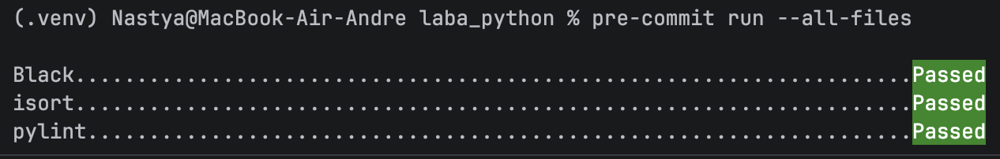 (.venv) Nastya@MacBook-Air-Andre laba_python % pre-commit run --all-files
Black....................................................................Passed
isort....................................................................Passed
pylint...................................................................Passed